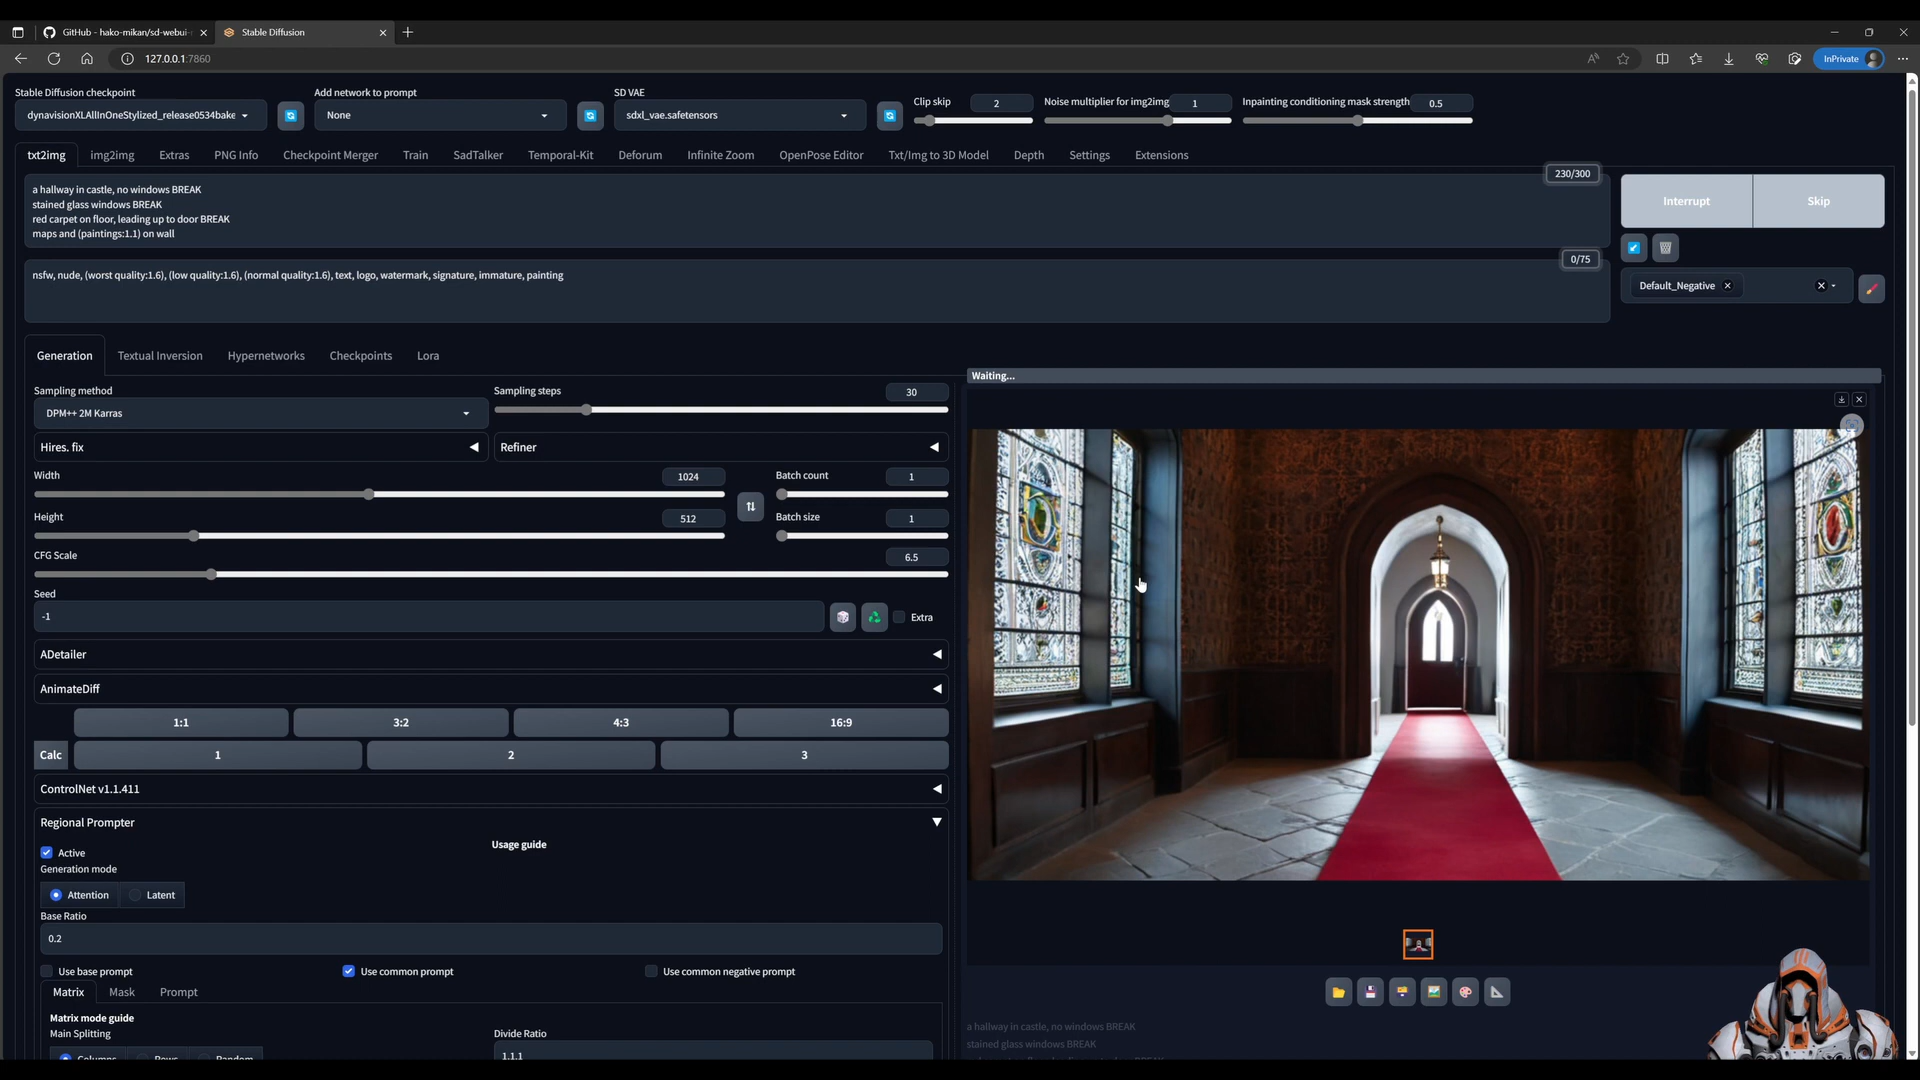 GitHub - hako-mikan/sd-webui-
Stable Diffusion
127.0.0.1:7860
InPrivate
Stable Diffusion checkpoint
Add network to prompt
SD VAE
Clip skip
2
Noise multiplier for img2img
1
Inpainting conditioning mask strength
0.5
dynavisionXLAllInOneStylized_release0534bake
None
sdxl_vae.safetensors
txt2img
img2img
Extras
PNG Info
Checkpoint Merger
Train
SadTalker
Temporal-Kit
Deforum
Infinite Zoom
OpenPose Editor
Txt/Img to 3D Model
Depth
Settings
Extensions
230/300
a hallway in castle, no windows BREAK
stained glass windows BREAK
red carpet on floor, leading up to door BREAK
maps and (paintings:1.1) on wall
Interrupt
Skip
0/75
nsfw, nude, (worst quality:1.6), (low quality:1.6), (normal quality:1.6), text, logo, watermark, signature, immature, painting
Default_Negative
Generation
Textual Inversion
Hypernetworks
Checkpoints
Lora
Waiting...
Sampling method
DPM++ 2M Karras
Sampling steps
30
Hires. fix
Refiner
Width
1024
Batch count
1
Height
512
Batch size
1
CFG Scale
6.5
Seed
-1
Extra
ADetailer
AnimateDiff
1:1
3:2
4:3
16:9
Calc
1
2
3
ControlNet v1.1.411
Regional Prompter
Usage guide
Active
Generation mode
Attention
Latent
Base Ratio
0.2
Use base prompt
Use common prompt
Use common negative prompt
Matrix
Mask
Prompt
Matrix mode guide
Main Splitting
Divide Ratio
Columns
Rows
Random
1,1,1
a hallway in castle, no windows BREAK
stained glass windows BREAK